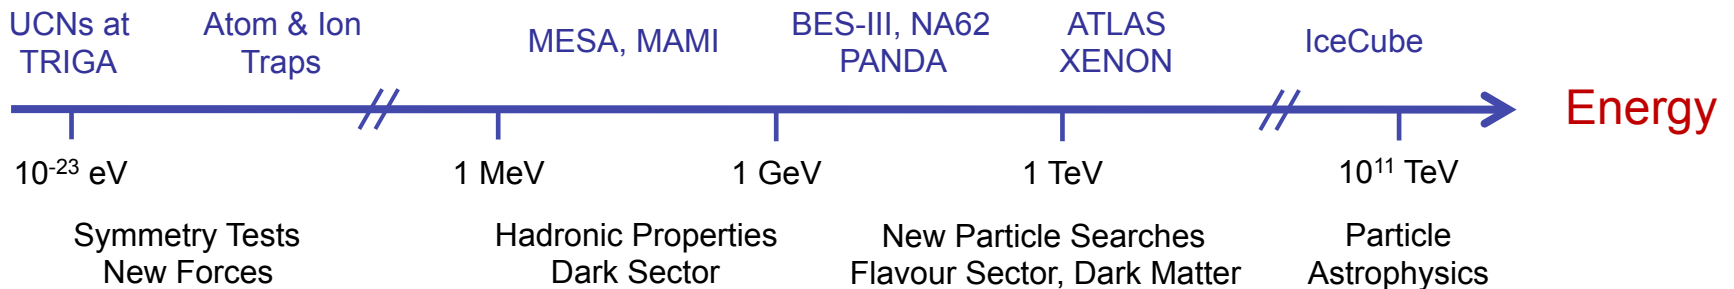 UCNs at
TRIGA
Atom & Ion
Traps
MESA, MAMI
BES-III, NA62
PANDA
ATLAS
XENON
IceCube
Energy
10⁻²³ eV
1 MeV
1 GeV
1 TeV
10¹¹ TeV
Symmetry Tests
New Forces
Hadronic Properties
Dark Sector
New Particle Searches
Flavour Sector, Dark Matter
Particle
Astrophysics